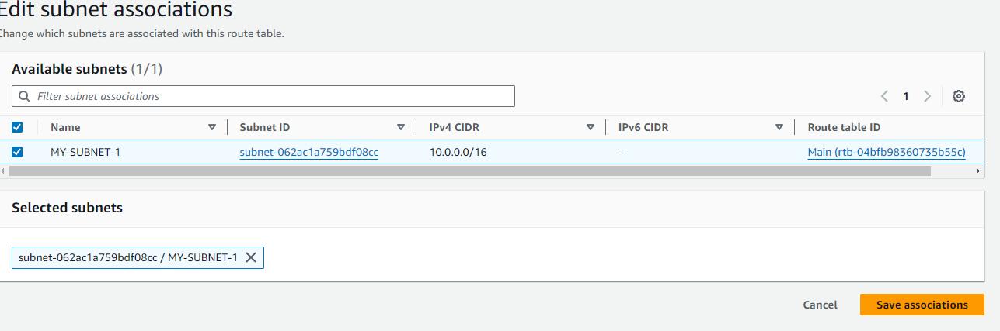 Edit subnet associations
Change which subnets are associated with this route table.
Available subnets (1/1)
Filter subnet associations
1
Name Subnet ID IPv4 CIDR IPv6 CIDR Route table ID
MY-SUBNET-1 subnet-062ac1a759bdf08cc 10.0.0.0/16 – Main (rtb-04bfb98360735b55c)
Selected subnets
subnet-062ac1a759bdf08cc / MY-SUBNET-1
Cancel Save associations